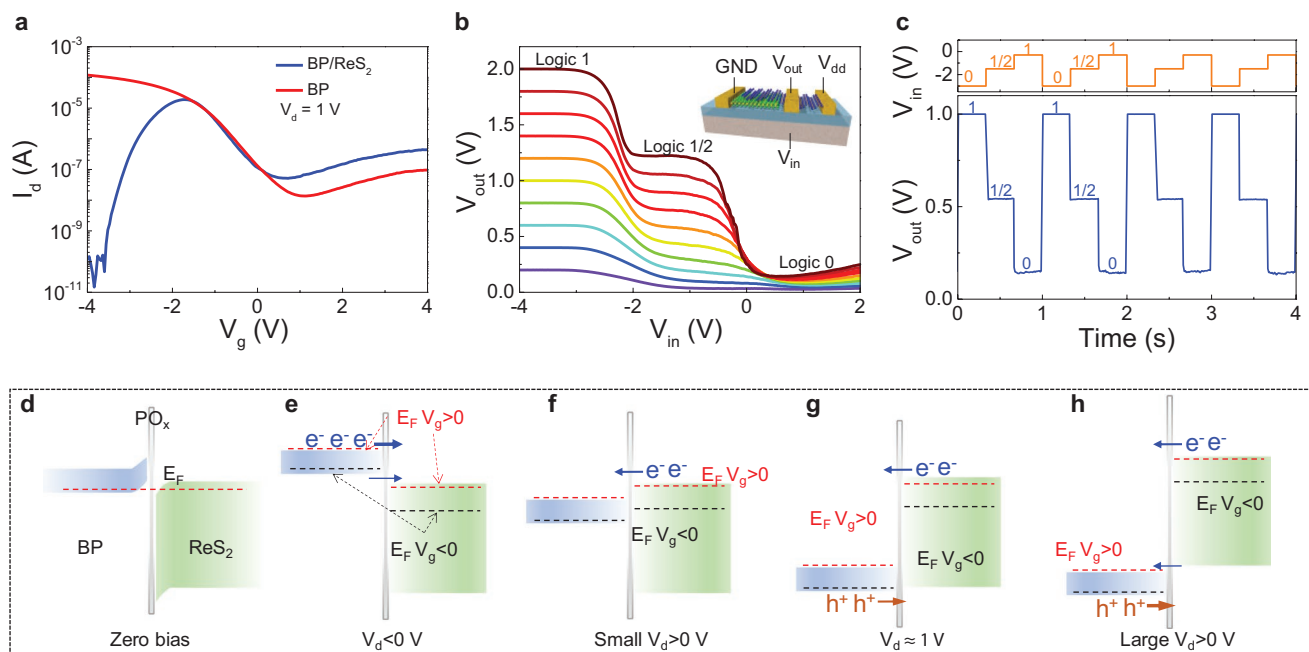 a
10⁻³
10⁻⁵
10⁻⁷
10⁻⁹
10⁻¹¹
I_d (A)
BP/ReS₂
BP
V_d = 1 V
-4 -2 0 2 4
V_g (V)
b
2.0
1.5
1.0
0.5
0.0
V_out (V)
Logic 1
Logic 1/2
Logic 0
GND
V_out
V_dd
V_in
-4 -2 0 2
V_in (V)
c
0
-2
V_in (V)
0 1/2 1 0 1/2 1
1.0
0.5
0.0
V_out (V)
1 1
1/2 1/2
0 0
0 1 2 3 4
Time (s)
d
POₓ
E_F
BP
ReS₂
Zero bias
e
E_F V_g>0
e⁻ e⁻ e⁻
E_F V_g<0
V_d<0 V
f
e⁻ e⁻
E_F V_g>0
E_F V_g<0
Small V_d>0 V
g
e⁻ e⁻
E_F V_g>0
E_F V_g<0
h⁺ h⁺
V_d ≈ 1 V
h
e⁻ e⁻
E_F V_g<0
E_F V_g>0
h⁺ h⁺
Large V_d>0 V